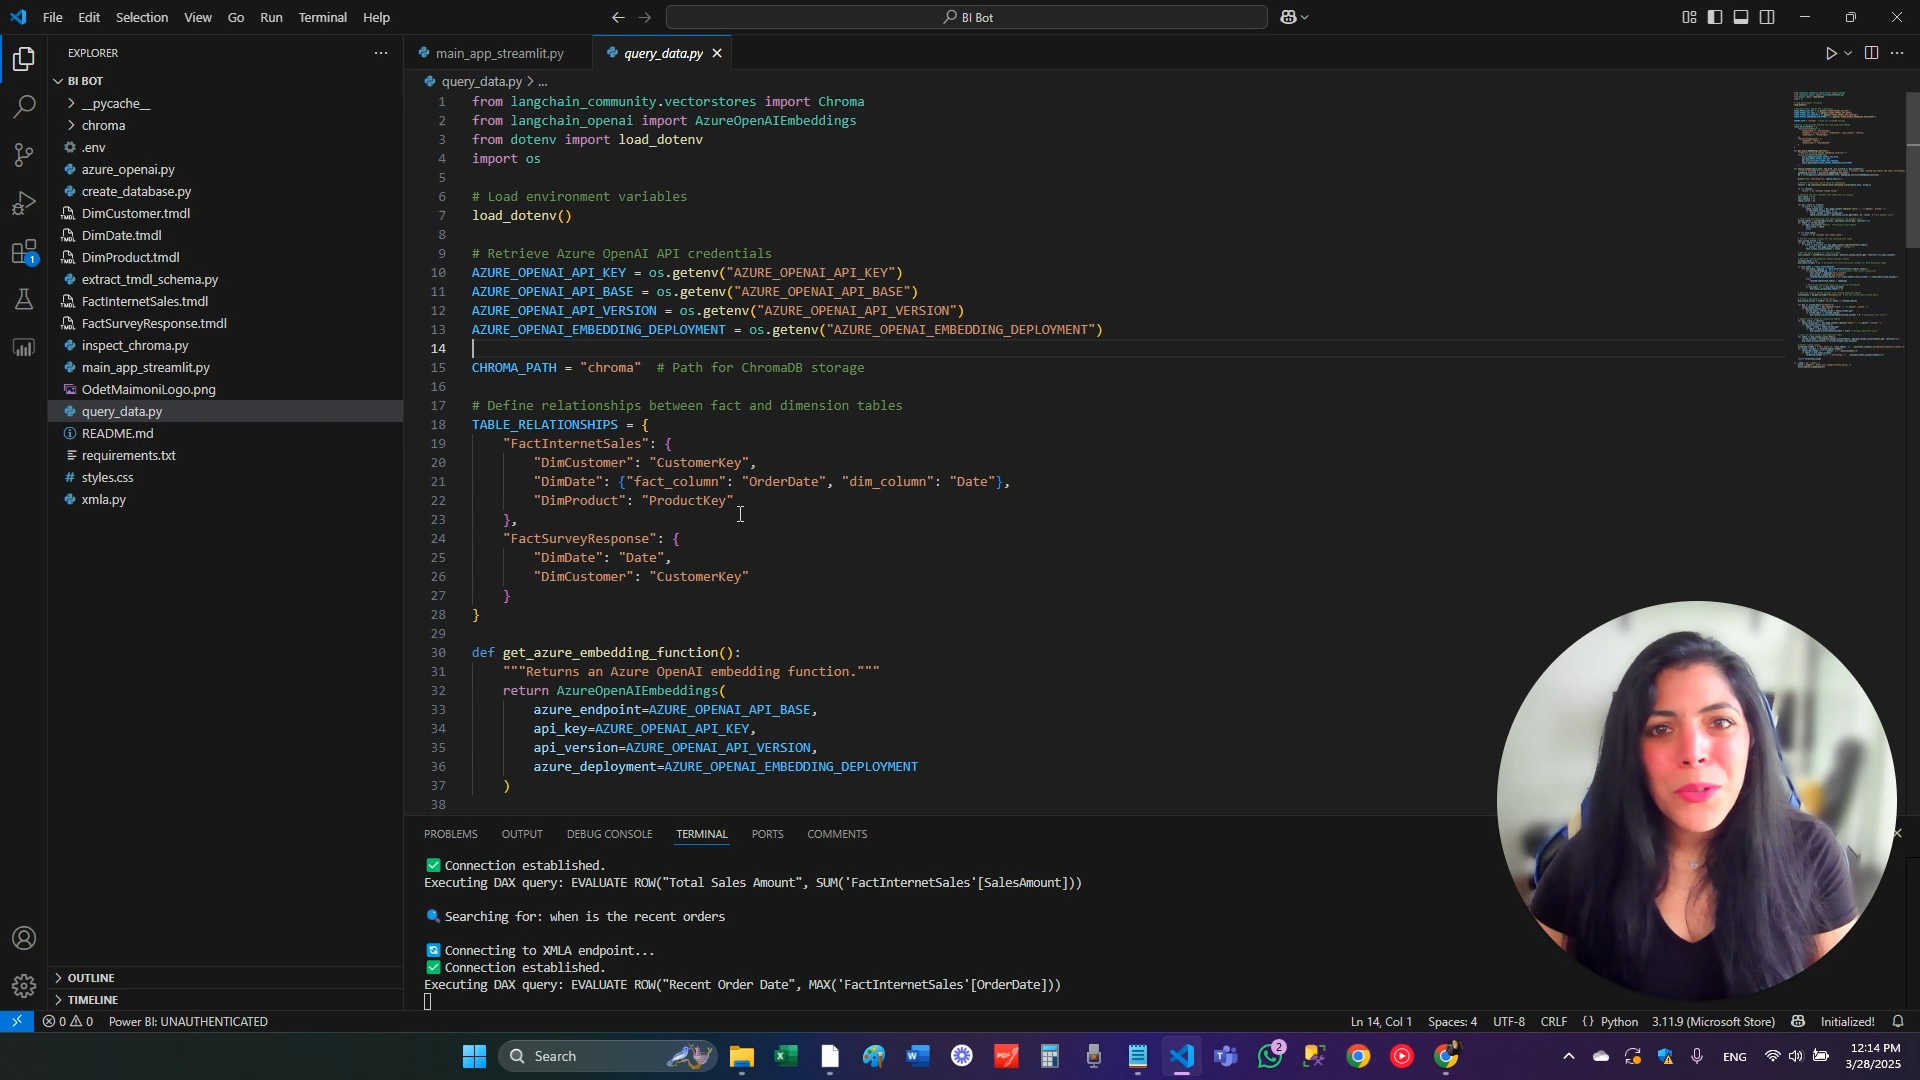 File Edit Selection View Go Run Terminal Help
BI Bot
EXPLORER
BI BOT
__pycache__
chroma
.env
azure_openai.py
create_database.py
DimCustomer.tmdl
DimDate.tmdl
DimProduct.tmdl
extract_tmdl_schema.py
FactInternetSales.tmdl
FactSurveyResponse.tmdl
inspect_chroma.py
main_app_streamlit.py
OdetMaimoniLogo.png
query_data.py
README.md
requirements.txt
styles.css
xmla.py
OUTLINE
TIMELINE
main_app_streamlit.py
query_data.py
query_data.py > ...
1 from langchain_community.vectorstores import Chroma
2 from langchain_openai import AzureOpenAIEmbeddings
3 from dotenv import load_dotenv
4 import os
5
6 # Load environment variables
7 load_dotenv()
8
9 # Retrieve Azure OpenAI API credentials
10 AZURE_OPENAI_API_KEY = os.getenv("AZURE_OPENAI_API_KEY")
11 AZURE_OPENAI_API_BASE = os.getenv("AZURE_OPENAI_API_BASE")
12 AZURE_OPENAI_API_VERSION = os.getenv("AZURE_OPENAI_API_VERSION")
13 AZURE_OPENAI_EMBEDDING_DEPLOYMENT = os.getenv("AZURE_OPENAI_EMBEDDING_DEPLOYMENT")
14
15 CHROMA_PATH = "chroma" # Path for ChromaDB storage
16
17 # Define relationships between fact and dimension tables
18 TABLE_RELATIONSHIPS = {
19 "FactInternetSales": {
20 "DimCustomer": "CustomerKey",
21 "DimDate": {"fact_column": "OrderDate", "dim_column": "Date"},
22 "DimProduct": "ProductKey"
23 },
24 "FactSurveyResponse": {
25 "DimDate": "Date",
26 "DimCustomer": "CustomerKey"
27 }
28 }
29
30 def get_azure_embedding_function():
31 """Returns an Azure OpenAI embedding function."""
32 return AzureOpenAIEmbeddings(
33 azure_endpoint=AZURE_OPENAI_API_BASE,
34 api_key=AZURE_OPENAI_API_KEY,
35 api_version=AZURE_OPENAI_API_VERSION,
36 azure_deployment=AZURE_OPENAI_EMBEDDING_DEPLOYMENT
37 )
38
PROBLEMS OUTPUT DEBUG CONSOLE TERMINAL PORTS COMMENTS
Connection established.
Executing DAX query: EVALUATE ROW("Total Sales Amount", SUM('FactInternetSales'[SalesAmount]))
Searching for: when is the recent orders
Connecting to XMLA endpoint...
Connection established.
Executing DAX query: EVALUATE ROW("Recent Order Date", MAX('FactInternetSales'[OrderDate]))
0 0 Power BI: UNAUTHENTICATED
Ln 14, Col 1 Spaces: 4 UTF-8 CRLF {} Python 3.11.9 (Microsoft Store) Initialized!
Search
2
ENG
12:14 PM
3/28/2025